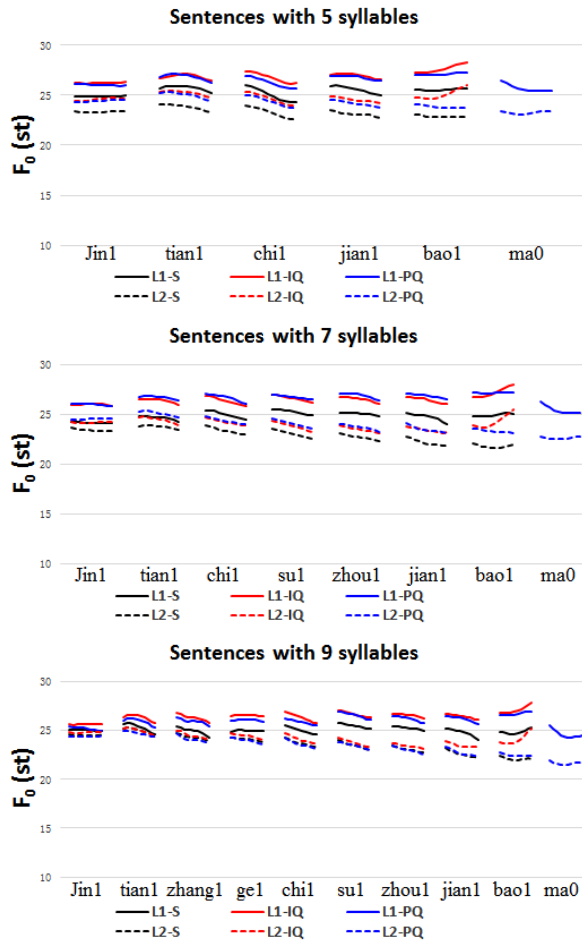 Sentences with 5 syllables
30
25
20
15
10
F0 (st)
Jin1 tian1 chi1 jian1 bao1 ma0
L1-S L1-IQ L1-PQ
L2-S L2-IQ L2-PQ
Sentences with 7 syllables
30
25
20
15
10
Jin1 tian1 chi1 su1 zhou1 jian1 bao1 ma0
L1-S L1-IQ L1-PQ
L2-S L2-IQ L2-PQ
Sentences with 9 syllables
30
25
20
15
10
F0 (st)
Jin1 tian1 zhang1 ge1 chi1 su1 zhou1 jian1 bao1 ma0
L1-S L1-IQ L1-PQ
L2-S L2-IQ L2-PQ